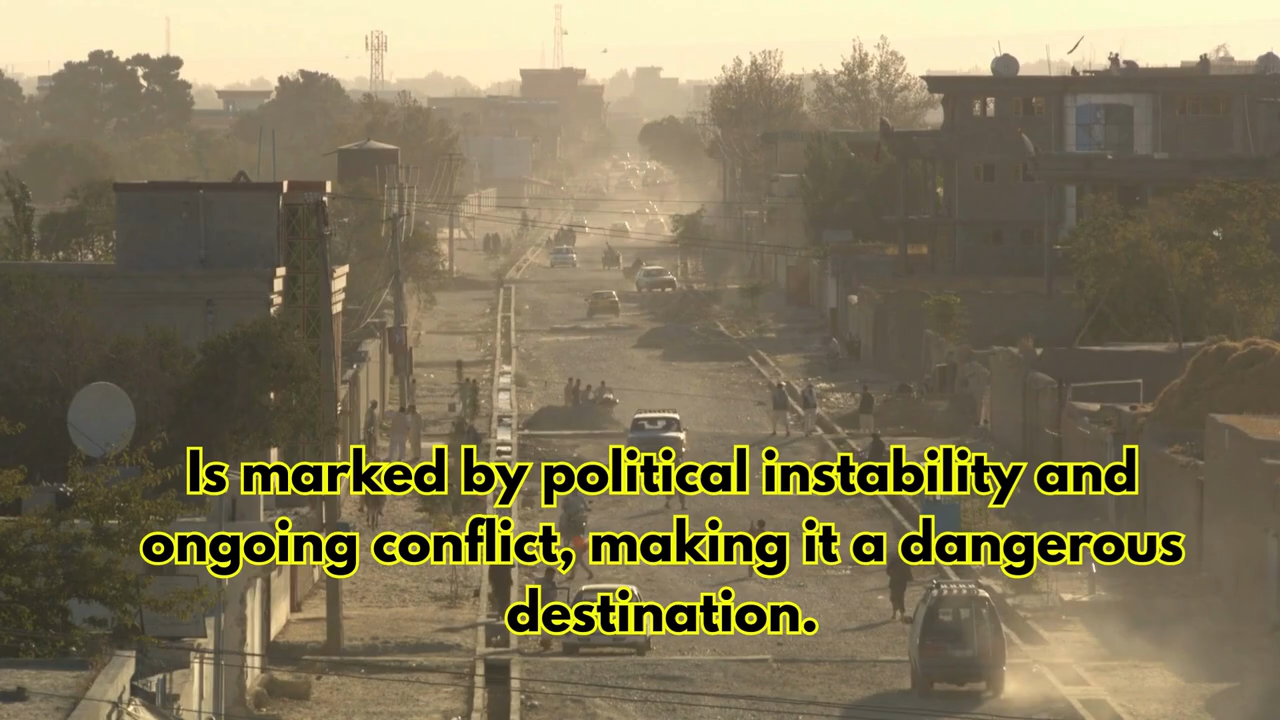 Is marked by political instability and
ongoing conflict, making it a dangerous
destination.